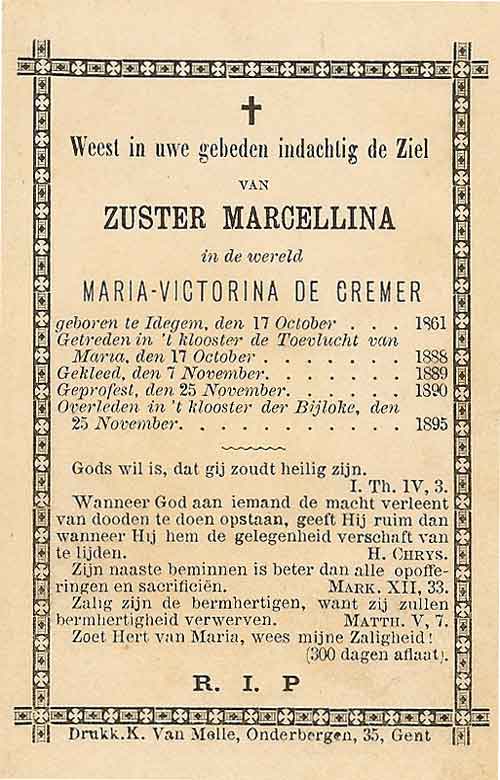 Weest in uwe gebeden indachtig de Ziel
VAN
ZUSTER MARCELLINA
in de wereld
MARIA-VICTORINA DE CREMER
geboren te Idegem, den 17 October . . . 1861
Getreden in 't klooster de Toevlucht van
Maria, den 17 October . . . . . . . 1888
Gekleed, den 7 November. . . . . . . 1889
Geprofest, den 25 November. . . . . . 1890
Overleden in 't klooster der Bijloke, den
25 November. . . . . . . . . . . 1895
Gods wil is, dat gij zoudt heilig zijn.
I. Th. IV, 3.
Wanneer God aan iemand de macht verleent
van dooden te doen opstaan, geeft Hij ruim dan
wanneer Hij hem de gelegenheid verschaft van
te lijden. H. CHRYS.
Zijn naaste beminnen is beter dan alle opoffe-
ringen en sacrificiën. MARK. XII, 33.
Zalig zijn de bermhertigen, want zij zullen
bermhertigheid verwerven. MATTH. V, 7.
Zoet Hert van Maria, wees mijne Zaligheid!
(300 dagen aflaat).
R. I. P
Drukk. K. Van Melle, Onderbergen, 35, Gent